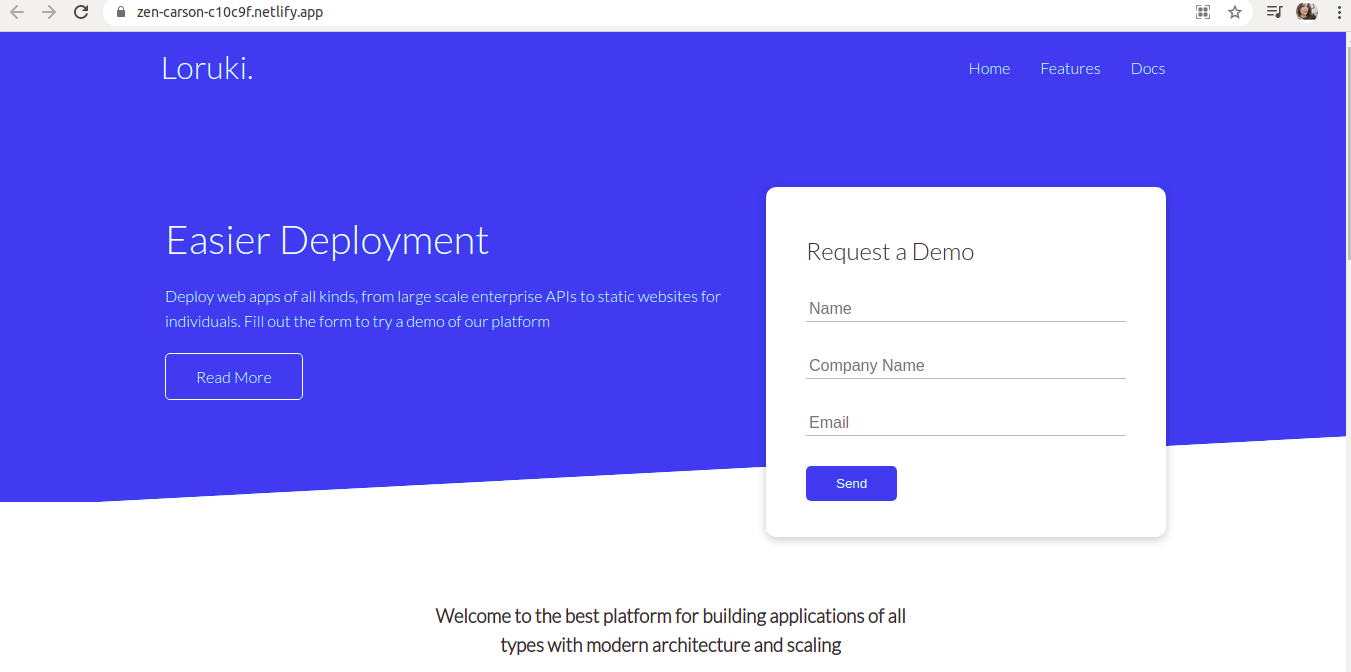 zen-carson-c10c9f.netlify.app
Loruki.
Home Features Docs
Easier Deployment
Deploy web apps of all kinds, from large scale enterprise APIs to static websites for
individuals. Fill out the form to try a demo of our platform
Read More
Request a Demo
Name
Company Name
Email
Send
Welcome to the best platform for building applications of all
types with modern architecture and scaling